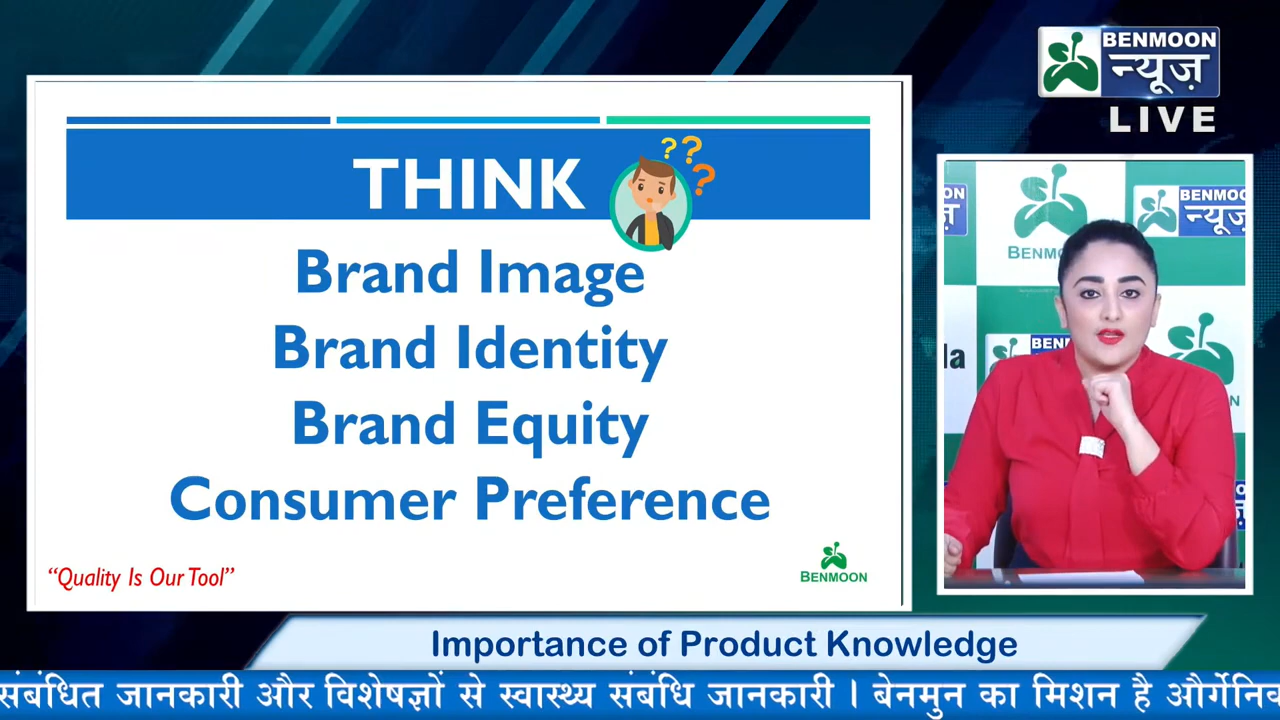 BENMOON
न्यूज़
LIVE
THINK
? ? ?
Brand Image
Brand Identity
Brand Equity
Consumer Preference
“Quality Is Our Tool”
BENMOON
BENMOON
न्यूज़
Importance of Product Knowledge
संबंधित जानकारी और विशेषज्ञों से स्वास्थ्य संबंधि जानकारी । बेनमुन का मिशन है और्गेनिक